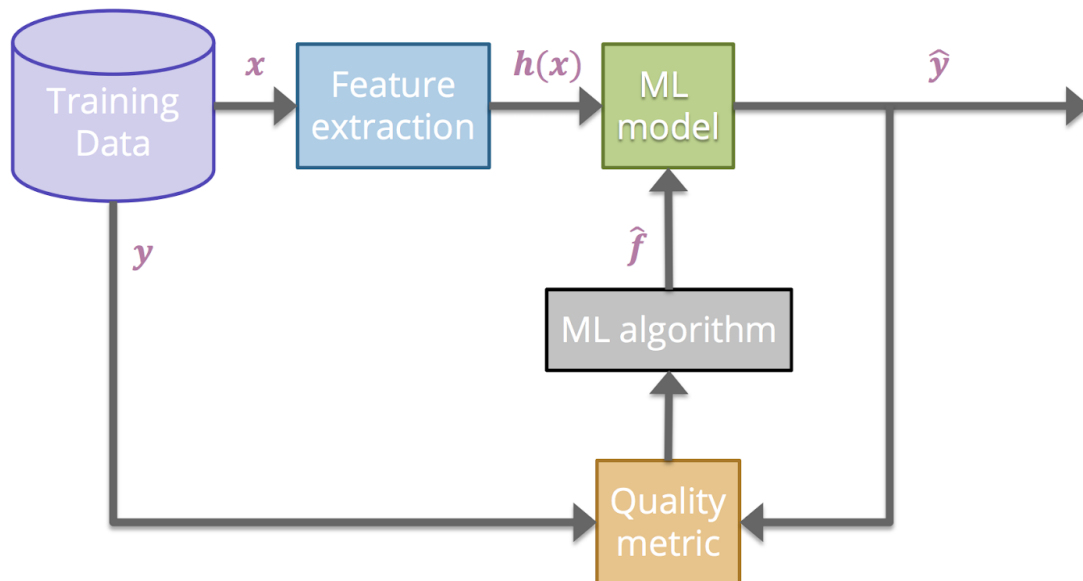 Training
Data
x
Feature
extraction
h(x)
ML
model
ŷ
y
f̂
ML algorithm
Quality
metric